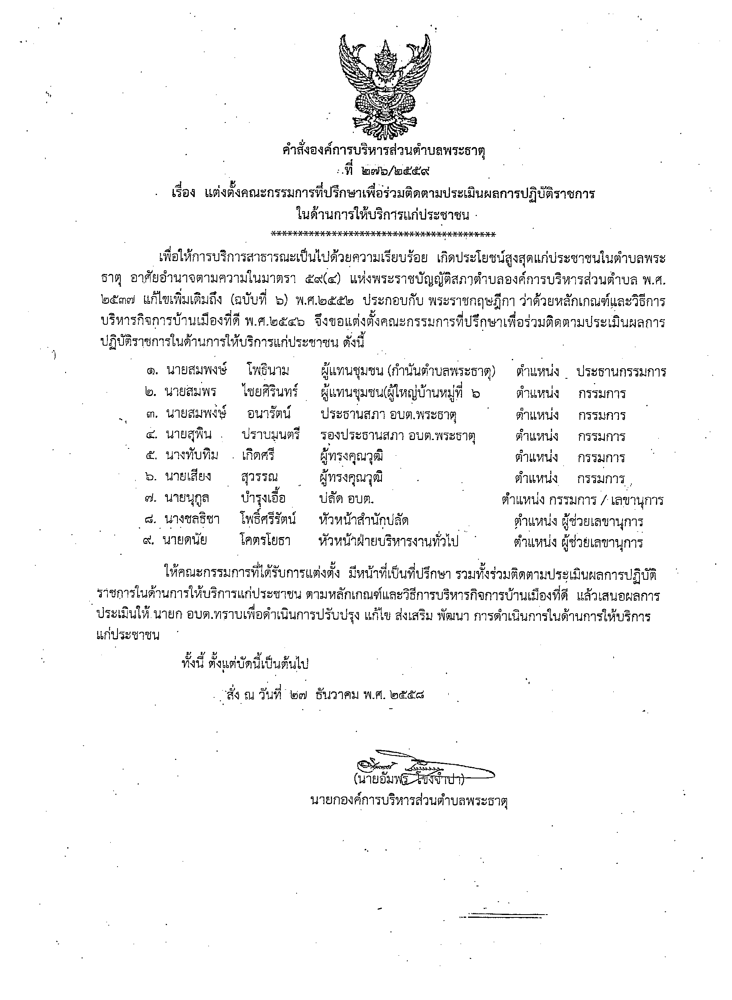 คำสั่งองค์การบริหารส่วนตำบลพระธาตุ
ที่ ๒๗๖/๒๕๕๙
เรื่อง แต่งตั้งคณะกรรมการที่ปรึกษาเพื่อร่วมติดตามประเมินผลการปฏิบัติราชการ
ในด้านการให้บริการแก่ประชาชน
*****************************************
เพื่อให้การบริการสาธารณะเป็นไปด้วยความเรียบร้อย เกิดประโยชน์สูงสุดแก่ประชาชนในตำบลพระ
ธาตุ อาศัยอำนาจตามความในมาตรา ๕๙(๔) แห่งพระราชบัญญัติสภาตำบลองค์การบริหารส่วนตำบล พ.ศ.
๒๕๓๗ แก้ไขเพิ่มเติมถึง (ฉบับที่ ๖) พ.ศ.๒๕๕๒ ประกอบกับ พระราชกฤษฎีกา ว่าด้วยหลักเกณฑ์และวิธีการ
บริหารกิจการบ้านเมืองที่ดี พ.ศ.๒๕๔๖ จึงขอแต่งตั้งคณะกรรมการที่ปรึกษาเพื่อร่วมติดตามประเมินผลการ
ปฏิบัติราชการในด้านการให้บริการแก่ประชาชน ดังนี้
๑. นายสมพงษ์ โพธินาม ผู้แทนชุมชน (กำนันตำบลพระธาตุ) ตำแหน่ง ประธานกรรมการ
๒. นายสมพร ไชยศิรินทร์ ผู้แทนชุมชน(ผู้ใหญ่บ้านหมู่ที่ ๖ ตำแหน่ง กรรมการ
๓. นายสมพงษ์ อนารัตน์ ประธานสภา อบต.พระธาตุ ตำแหน่ง กรรมการ
๔. นายสุพิน ปราบมนตรี รองประธานสภา อบต.พระธาตุ ตำแหน่ง กรรมการ
๕. นางทับทิม เกิดศรี ผู้ทรงคุณวุฒิ ตำแหน่ง กรรมการ
๖. นายเสียง สุวรรณ ผู้ทรงคุณวุฒิ ตำแหน่ง กรรมการ
๗. นายนุกูล บำรุงเอื้อ ปลัด อบต. ตำแหน่ง กรรมการ / เลขานุการ
๘. นางชลธิชา โพธิ์ศรีรัตน์ หัวหน้าสำนักปลัด ตำแหน่ง ผู้ช่วยเลขานุการ
๙. นายดนัย โคตรโยธา หัวหน้าฝ่ายบริหารงานทั่วไป ตำแหน่ง ผู้ช่วยเลขานุการ
ให้คณะกรรมการที่ได้รับการแต่งตั้ง มีหน้าที่เป็นที่ปรึกษา รวมทั้งร่วมติดตามประเมินผลการปฏิบัติ
ราชการในด้านการให้บริการแก่ประชาชน ตามหลักเกณฑ์และวิธีการบริหารกิจการบ้านเมืองที่ดี แล้วเสนอผลการ
ประเมินให้ นายก อบต.ทราบเพื่อดำเนินการปรับปรุง แก้ไข ส่งเสริม พัฒนา การดำเนินการในด้านการให้บริการ
แก่ประชาชน
ทั้งนี้ ตั้งแต่บัดนี้เป็นต้นไป
สั่ง ณ วันที่ ๒๗ ธันวาคม พ.ศ. ๒๕๕๘
(นายอัมพร โขงจำปา)
นายกองค์การบริหารส่วนตำบลพระธาตุ